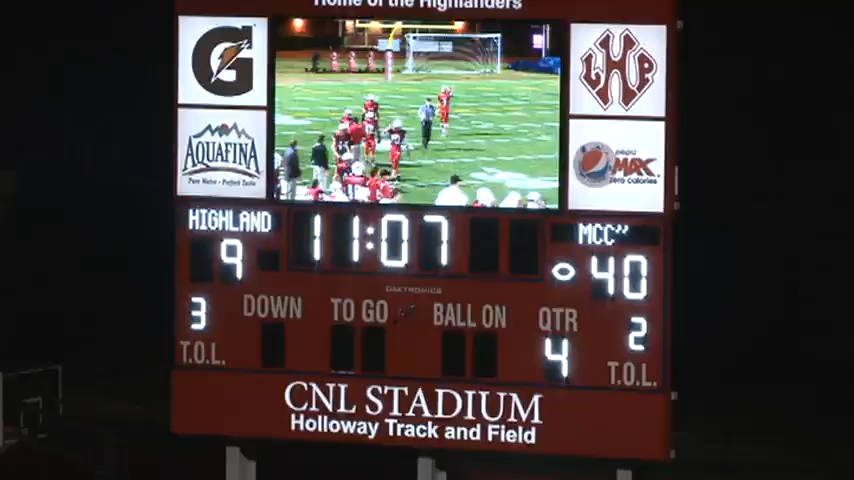 Home of the Highlanders
G
LHP
AQUAFINA
Pure Water - Perfect Taste
pepsi
MAX
zero calories
HIGHLAND
11:07
MCC”
9
40
DAKTRONICS
3
DOWN
TO GO
BALL ON
QTR
2
T.O.L.
4
T.O.L.
CNL STADIUM
Holloway Track and Field